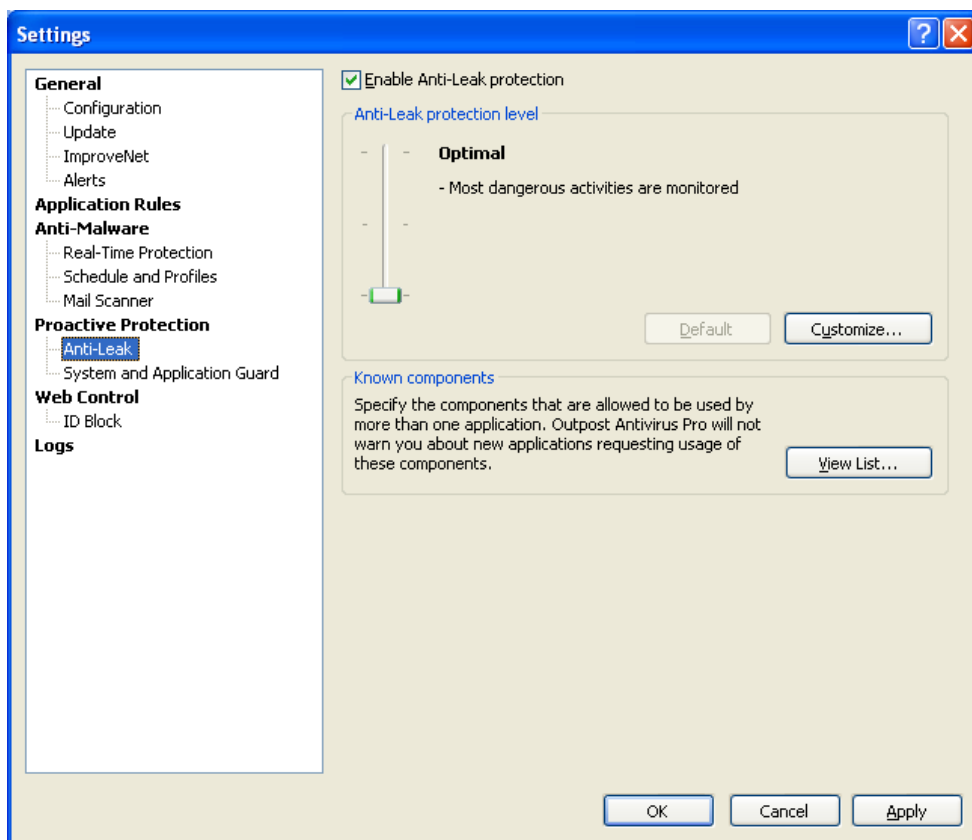 Settings
General
Configuration
Update
ImproveNet
Alerts
Application Rules
Anti-Malware
Real-Time Protection
Schedule and Profiles
Mail Scanner
Proactive Protection
Anti-Leak
System and Application Guard
Web Control
ID Block
Logs
Enable Anti-Leak protection
Anti-Leak protection level
Optimal
- Most dangerous activities are monitored
Default
Customize...
Known components
Specify the components that are allowed to be used by
more than one application. Outpost Antivirus Pro will not
warn you about new applications requesting usage of
these components.
View List...
OK
Cancel
Apply